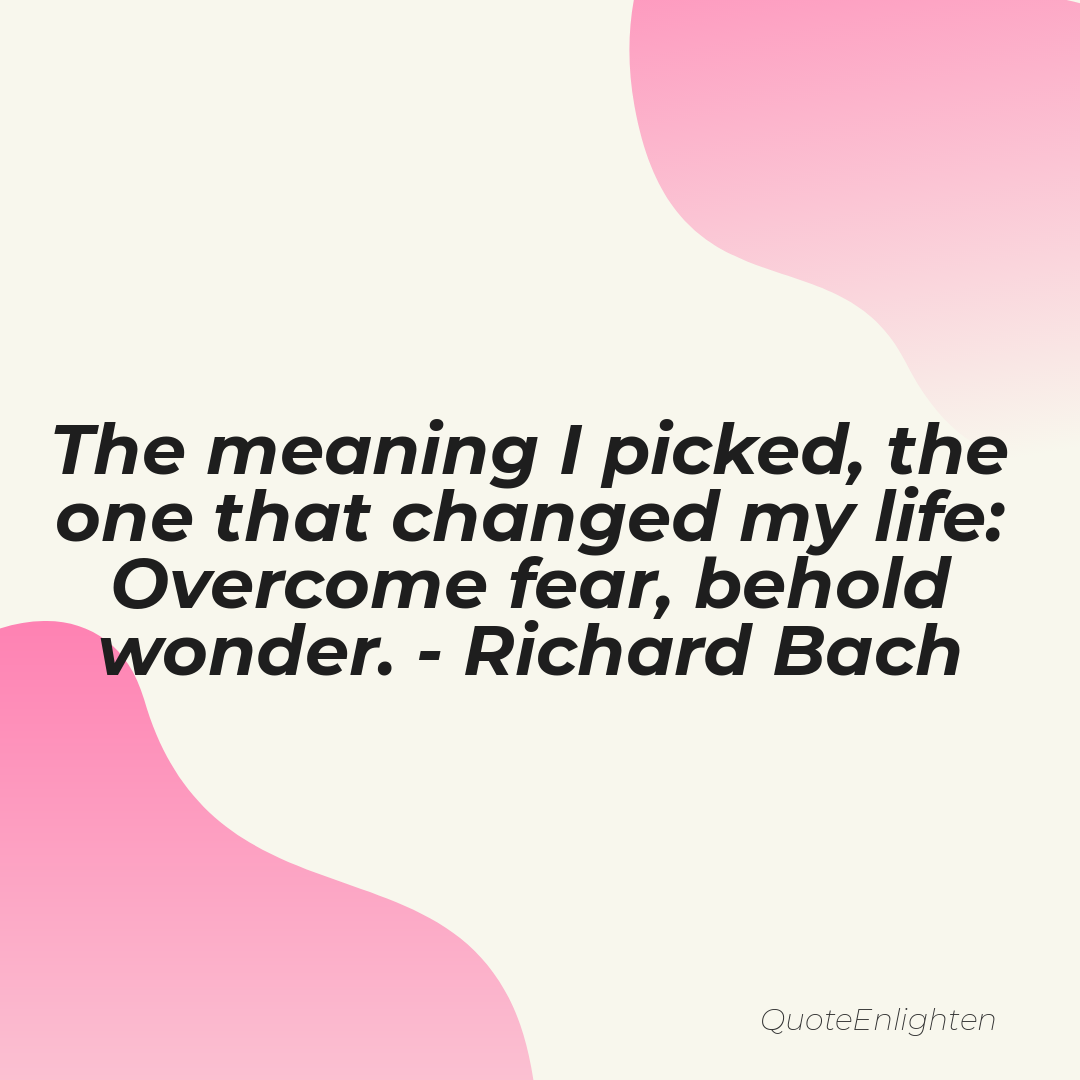 The meaning I picked, the
one that changed my life:
Overcome fear, behold
wonder. - Richard Bach
QuoteEnlighten